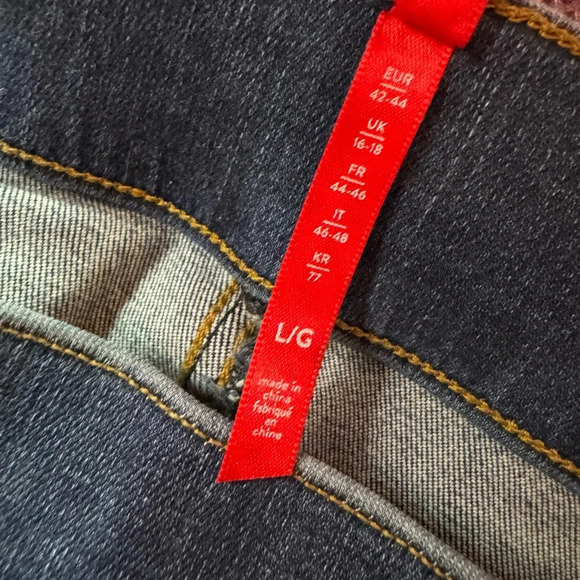 EUR
42-44
UK
16-18
FR
44-46
IT
46-48
KR
77
L/G
made in
china
fabriqué
en
chine